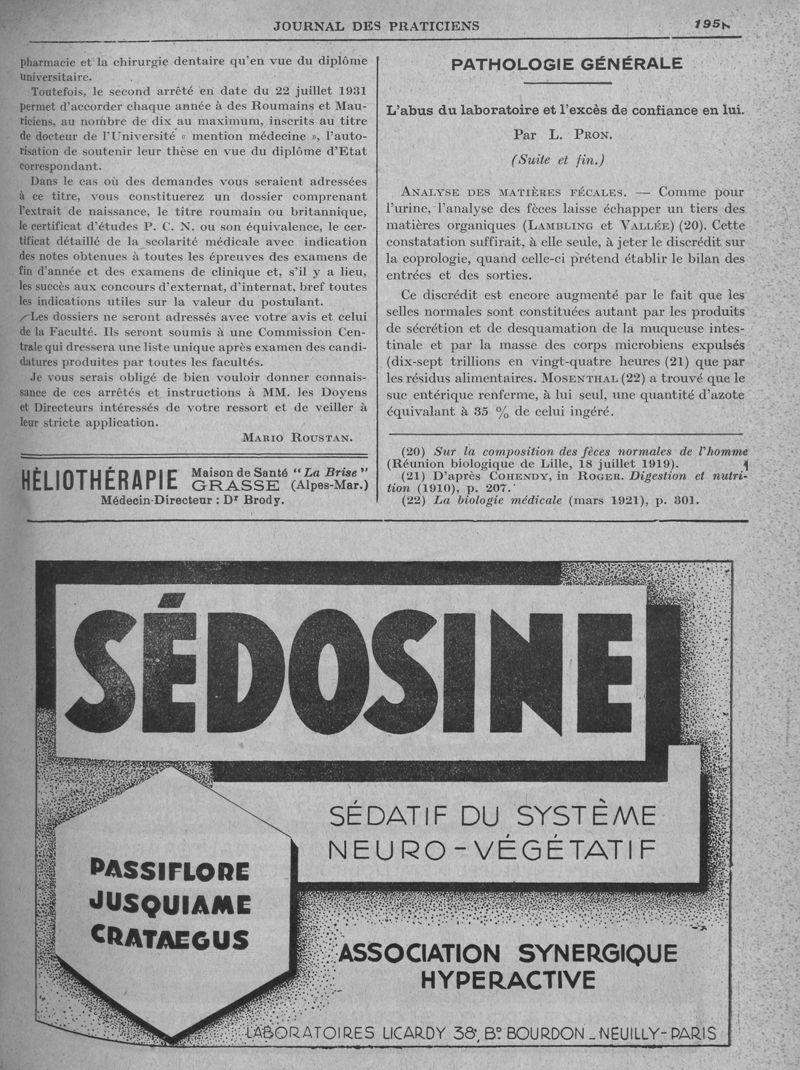 JOURNAL DES PRATICIENS
pharmacie et la chirurgie dentaire qu'en vue du diplôme
universitaire.
Toutefois, le second arrêté en date du 22 juillet 1931
permet d'accorder chaque année à des Roumains et Mau-
riciens, au nombre de dix au maximum, inscrits au titre
de docteur de l'Université « mention médecine », l'auto-
risation de soutenir leur thèse en vue du diplôme d'Etat
correspondant.
Dans le cas où des demandes vous seraient adressées
à ce titre, vous constituerez un dossier comprenant
l'extrait de naissance, le titre roumain ou britannique,
le certificat d'études P. C. N. ou son équivalence, le cer-
tificat détaillé de la scolarité médicale avec indication
des notes obtenues à toutes les épreuves des examens de
fin d'année et des examens de clinique et, s'il y a lieu,
les succès aux concours d'externat, d'internat, bref toutes
les indications utiles sur la valeur du postulant.
Les dossiers ne seront adressés avec votre avis et celui
de la Faculté. Ils seront soumis à une Commission Cen-
trale qui dressera une liste unique après examen des candi-
datures produites par toutes les facultés.
Je vous serais obligé de bien vouloir donner connais-
sance de ces arrêtés et instructions à MM. les Doyens
et Directeurs intéressés de votre ressort et de veiller à
leur stricte application.
MARIO ROUSTAN.
HÈLIOTHÉRAPIE Maison de Santé "La Brise"
GRASSE (Alpes-Mar.)
Médecin-Directeur : Dr Brody.
PATHOLOGIE GÉNÉRALE
L'abus du laboratoire et l'excès de confiance en lui.
Par L. PRON.
(Suite et fin.)
ANALYSE DES MATIÈRES FÉCALES. — Comme pour
l'urine, l'analyse des fèces laisse échapper un tiers des
matières organiques (LAMBLING et VALLÉE) (20). Cette
constatation suffirait, à elle seule, à jeter le discrédit sur
la coprologie, quand celle-ci prétend établir le bilan des
entrées et des sorties.
Ce discrédit est encore augmenté par le fait que les
selles normales sont constituées autant par les produits
de sécrétion et de desquamation de la muqueuse intes-
tinale et par la masse des corps microbiens expulsés
(dix-sept trillions en vingt-quatre heures (21) que par
les résidus alimentaires. MOSENTHAL (22) a trouvé que le
suc entérique renferme, à lui seul, une quantité d'azote
équivalant à 35 % de celui ingéré.
(20) Sur la composition des fèces normales de l'homme
(Réunion biologique de Lille, 18 juillet 1919).
(21) D'après COHENDY, in ROGER. Digestion et nutri-
tion (1910), p. 207.
(22) La biologie médicale (mars 1921), p. 301.
SÉDOSINE
SÉDATIF DU SYSTÈME
NEURO-VÉGÉTATIF
PASSIFLORE
JUSQUIAME
CRATAEGUS
ASSOCIATION SYNERGIQUE
HYPERACTIVE
LABORATOIRES LICARDY 38, Bd BOURDON _ NEUILLY-PARIS